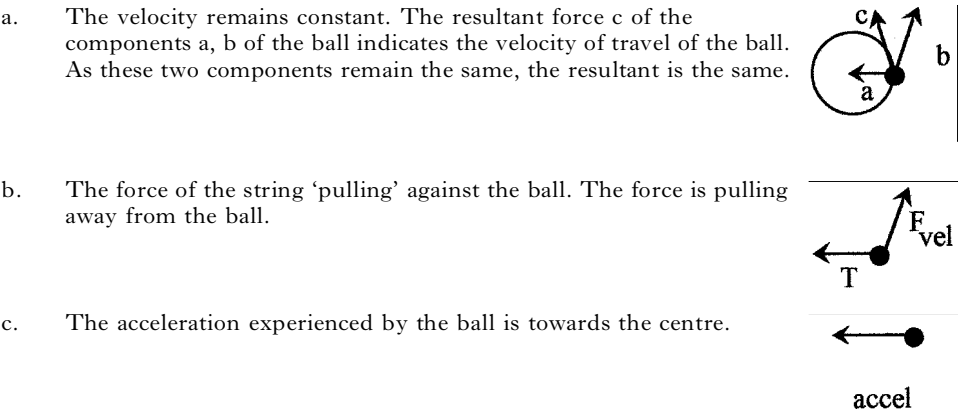 a. The velocity remains constant. The resultant force c of the
components a, b of the ball indicates the velocity of travel of the ball.
As these two components remain the same, the resultant is the same.
c
b
a
b. The force of the string ‘pulling’ against the ball. The force is pulling
away from the ball.
F vel
T
c. The acceleration experienced by the ball is towards the centre.
accel